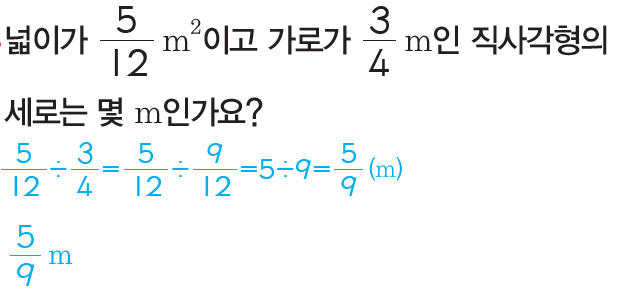 넓이가 5/12 m²이고 가로가 3/4 m인 직사각형의
세로는 몇 m인가요?
5/12÷3/4=5/12÷9/12=5÷9=5/9 (m)
5/9 m